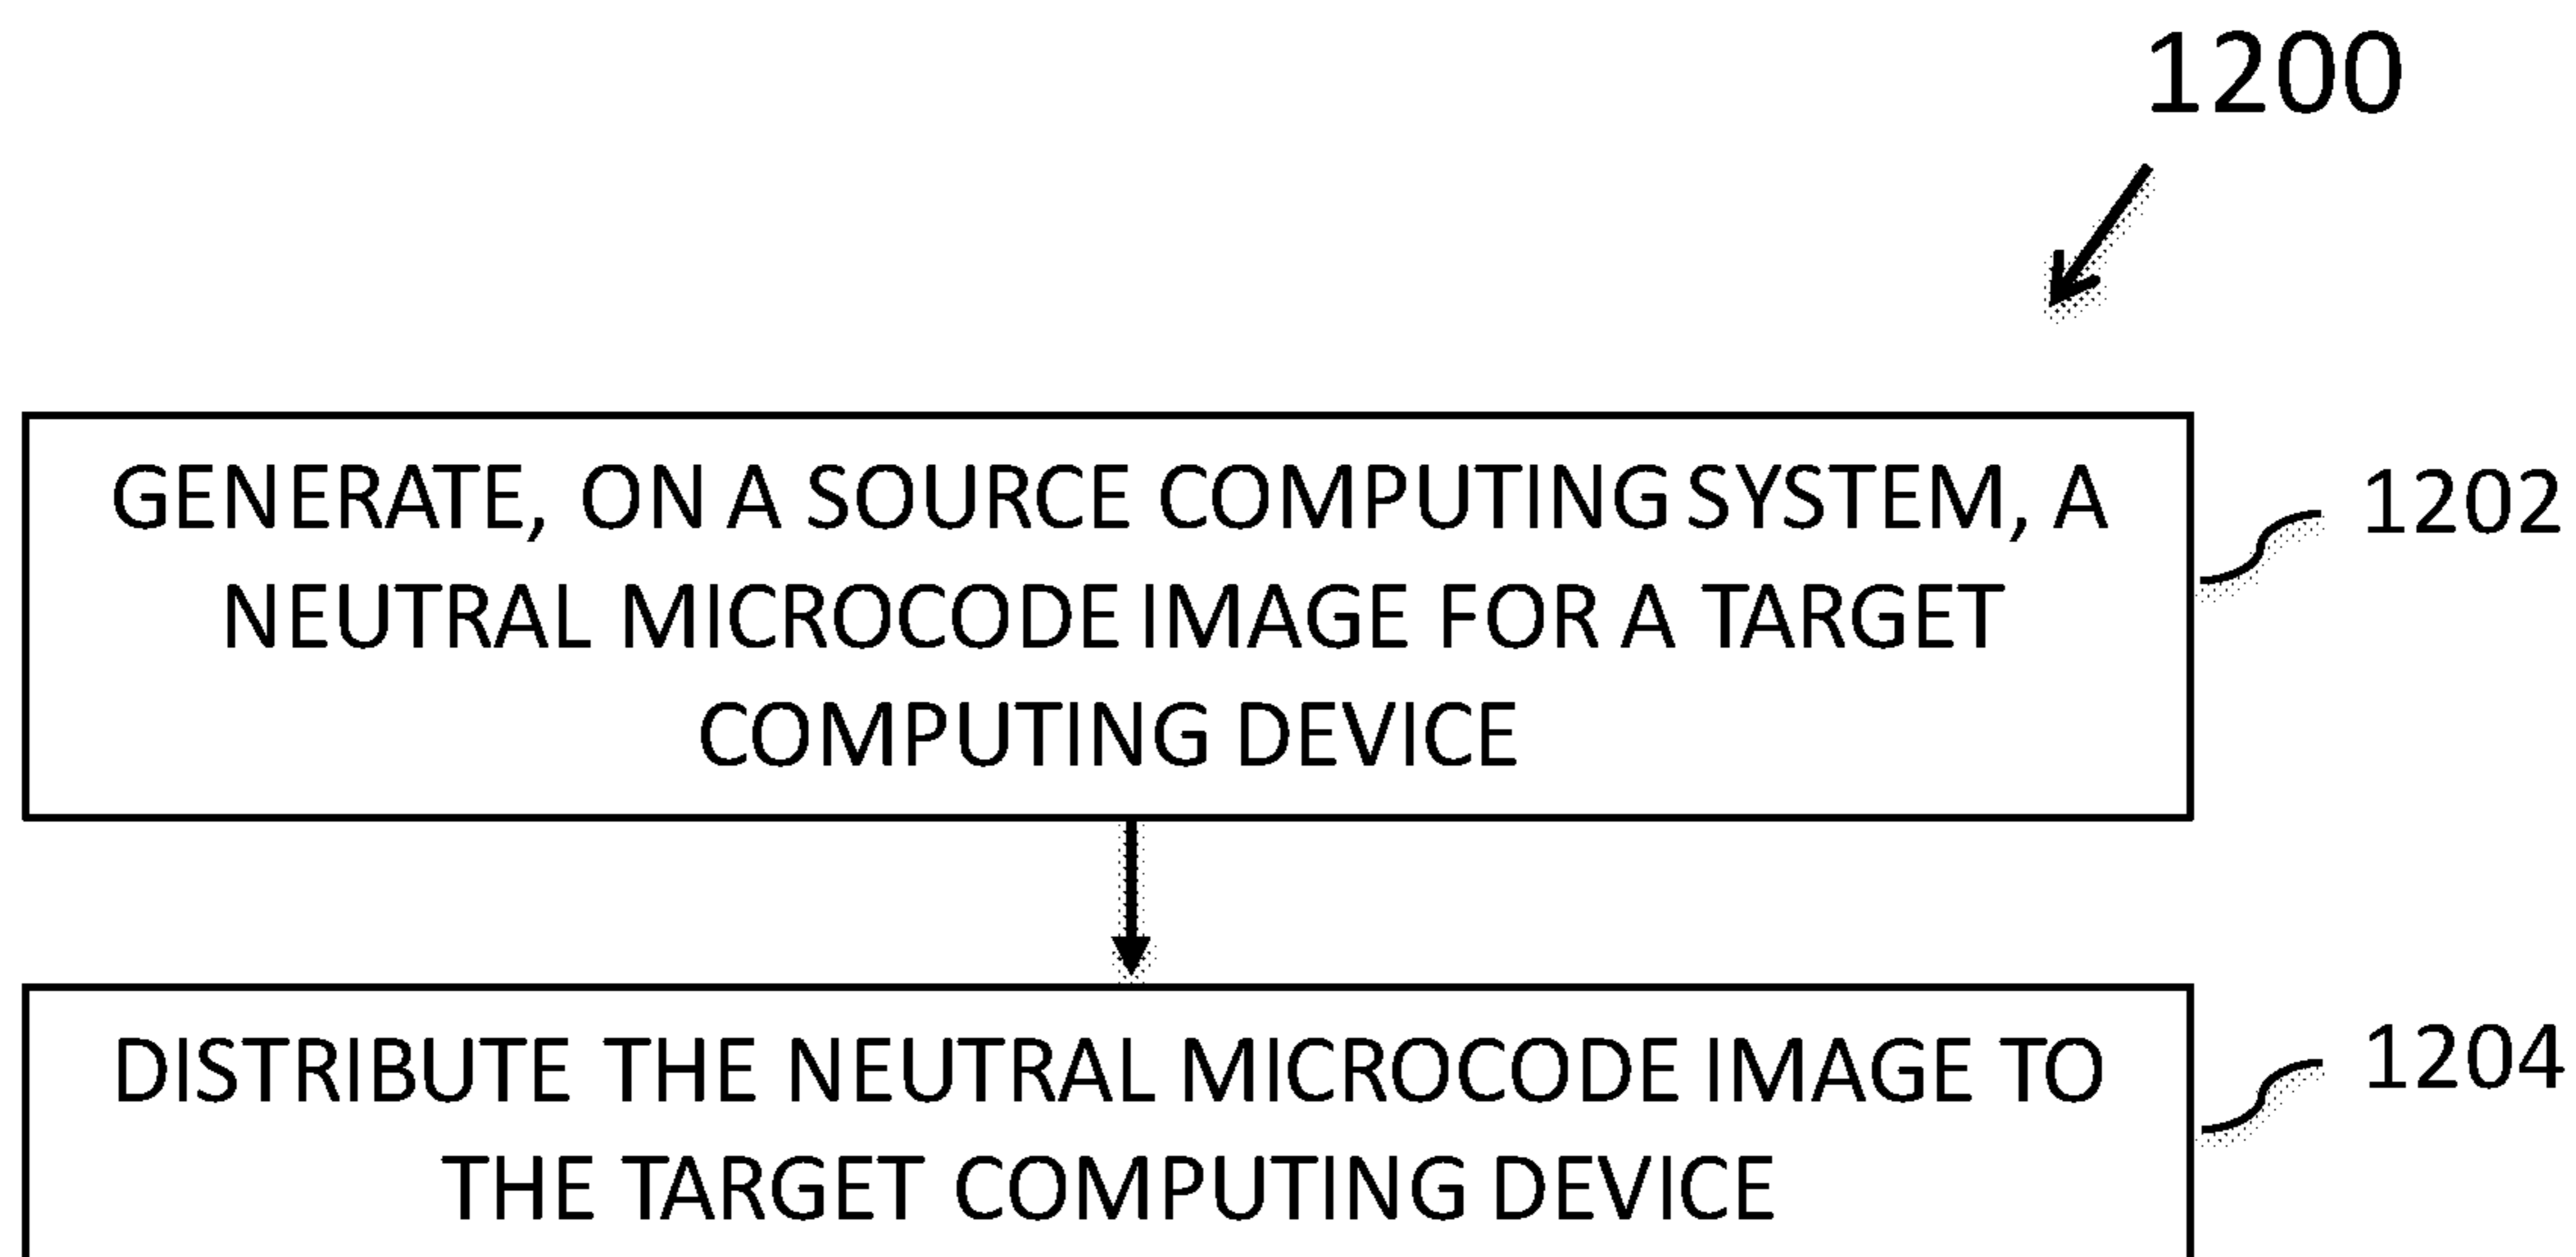 1200
GENERATE, ON A SOURCE COMPUTING SYSTEM, A
1202
NEUTRAL MICROCODE IMAGE FOR A TARGET
COMPUTING DEVICE
DISTRIBUTE THE NEUTRAL MICROCODE IMAGE TO
1204
THE TARGET COMPUTING DEVICE